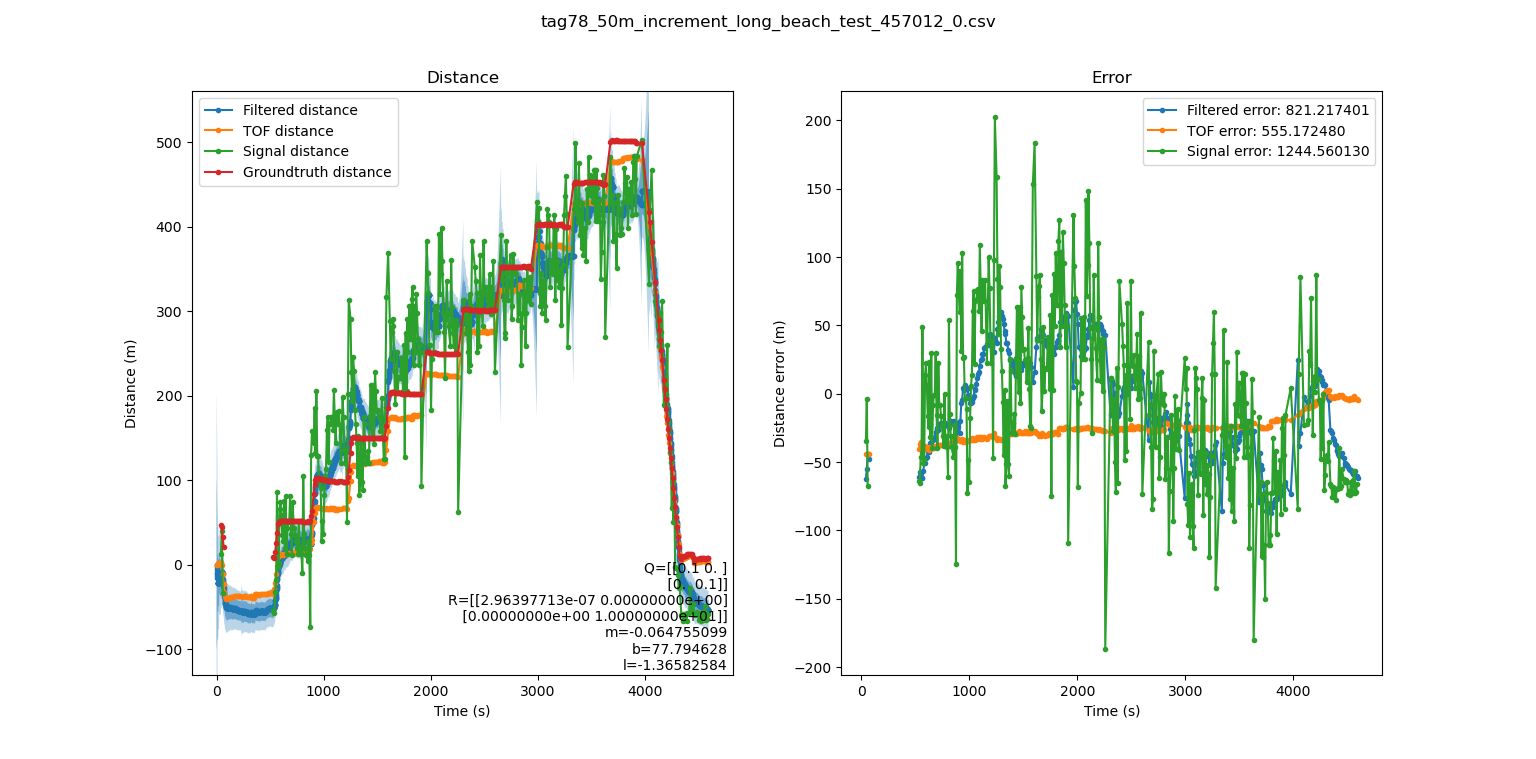 tag78_50m_increment_long_beach_test_457012_0.csv
Distance
Filtered distance
TOF distance
Signal distance
Groundtruth distance
500
400
300
200
100
0
−100
Distance (m)
Q=[[0.1 0. ]
[0. 0.1]]
R=[[2.96397713e-07 0.00000000e+00]
[0.00000000e+00 1.00000000e+01]]
m=-0.064755099
b=77.794628
l=-1.36582584
0 1000 2000 3000 4000
Time (s)
Error
Filtered error: 821.217401
TOF error: 555.172480
Signal error: 1244.560130
200
150
100
50
0
−50
−100
−150
−200
Distance error (m)
0 1000 2000 3000 4000
Time (s)